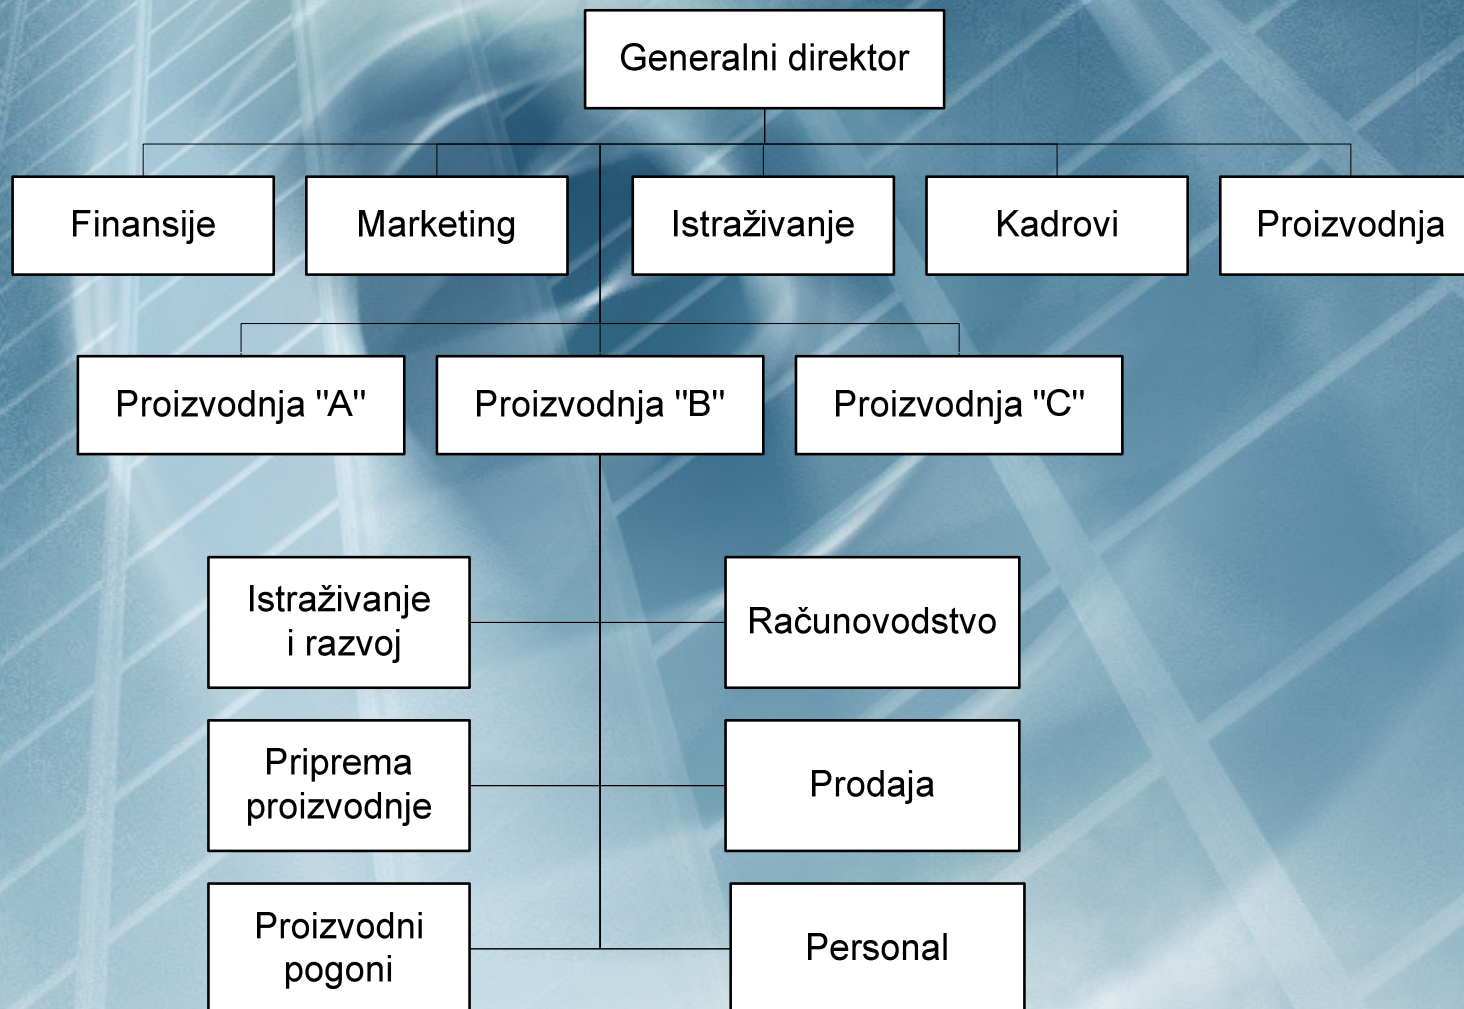 Generalni direktor
Finansije
Marketing
Istraživanje
Kadrovi
Proizvodnja
Proizvodnja "A"
Proizvodnja "B"
Proizvodnja "C"
Istraživanje
i razvoj
Računovodstvo
Priprema
proizvodnje
Prodaja
Proizvodni
pogoni
Personal